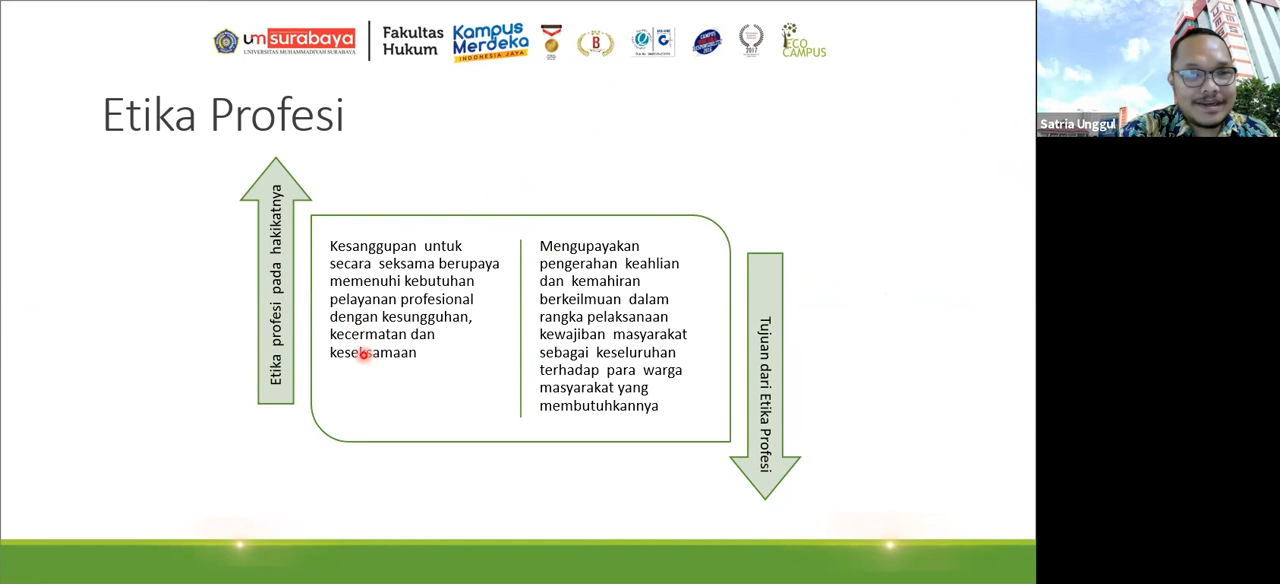 um surabaya
UNIVERSITAS MUHAMMADIYAH SURABAYA
Fakultas
Hukum
Kampus
Merdeka
INDONESIA JAYA
B
2017
ECO
CAMPUS
Satria Unggul
Etika Profesi
Etika profesi pada hakikatnya
Kesanggupan untuk
secara seksama berupaya
memenuhi kebutuhan
pelayanan profesional
dengan kesungguhan,
kecermatan dan
keseksamaan
Mengupayakan
pengerahan keahlian
dan kemahiran
berkeilmuan dalam
rangka pelaksanaan
kewajiban masyarakat
sebagai keseluruhan
terhadap para warga
masyarakat yang
membutuhkannya
Tujuan dari Etika Profesi